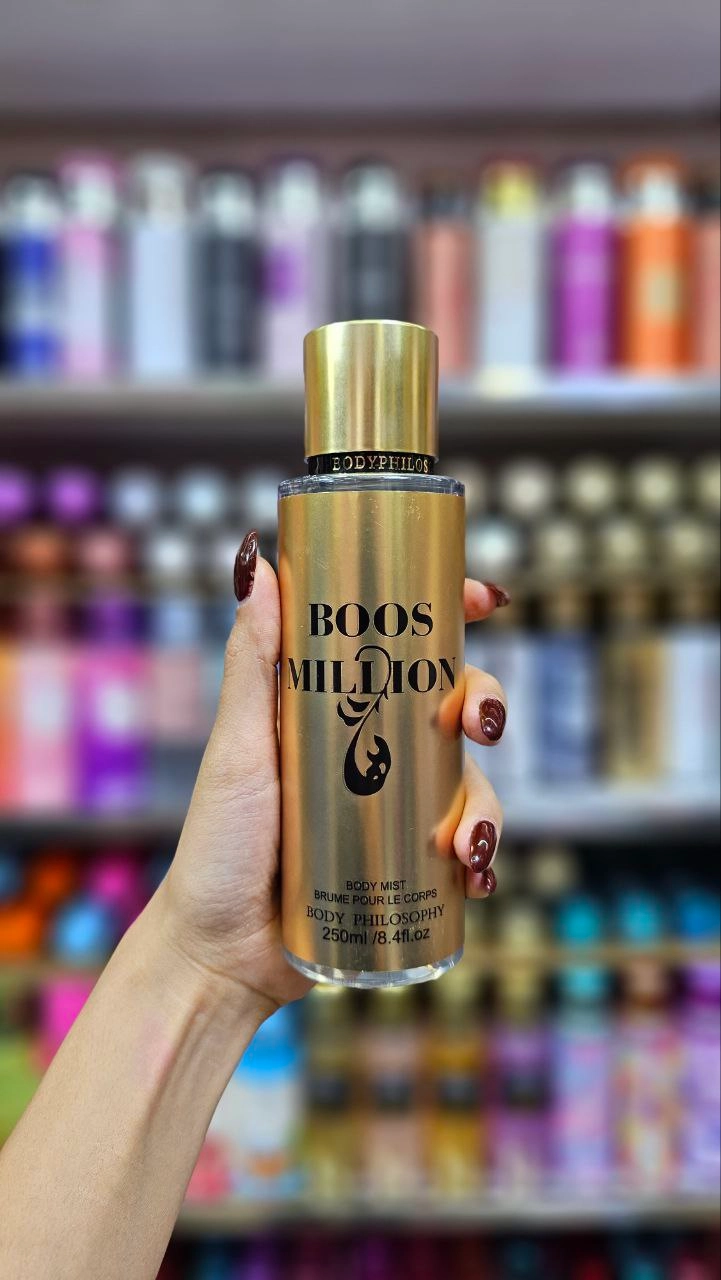 BODYPHILOS
BOOS
MILLION
BODY MIST
BRUME POUR LE CORPS
BODY PHILOSOPHY
250ml /8.4fl.oz